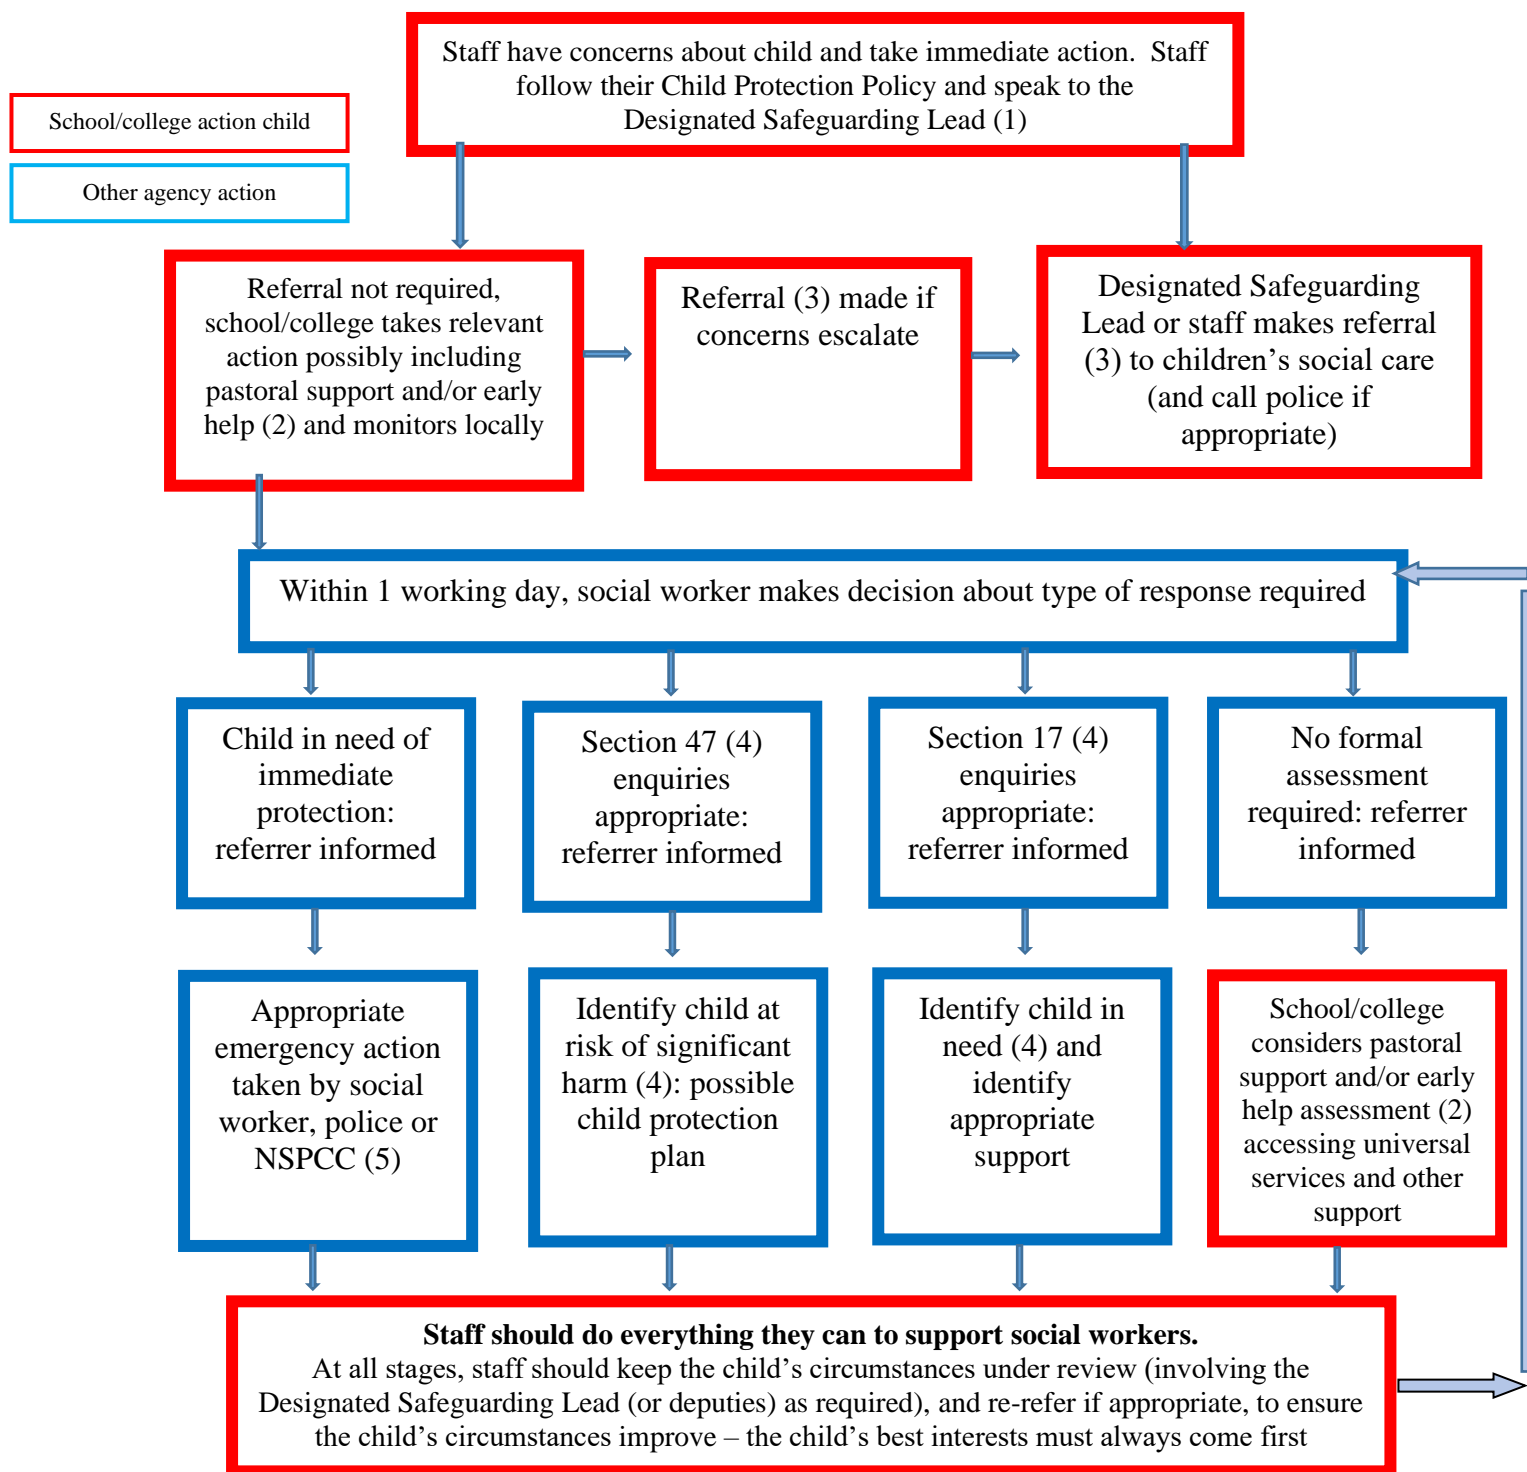 Staff have concerns about child and take immediate action.  Staff
follow their Child Protection Policy and speak to the
Designated Safeguarding Lead (1)
School/college action child
Other agency action
Referral not required,
school/college takes relevant
action possibly including
pastoral support and/or early
help (2) and monitors locally
Referral (3) made if
concerns escalate
Designated Safeguarding
Lead or staff makes referral
(3) to children’s social care
(and call police if
appropriate)
Within 1 working day, social worker makes decision about type of response required
Child in need of
immediate
protection:
referrer informed
Section 47 (4)
enquiries
appropriate:
referrer informed
Section 17 (4)
enquiries
appropriate:
referrer informed
No formal
assessment
required: referrer
informed
Appropriate
emergency action
taken by social
worker, police or
NSPCC (5)
Identify child at
risk of significant
harm (4): possible
child protection
plan
Identify child in
need (4) and
identify
appropriate
support
School/college
considers pastoral
support and/or early
help assessment (2)
accessing universal
services and other
support
Staff should do everything they can to support social workers.
At all stages, staff should keep the child’s circumstances under review (involving the
Designated Safeguarding Lead (or deputies) as required), and re-refer if appropriate, to ensure
the child’s circumstances improve – the child’s best interests must always come first